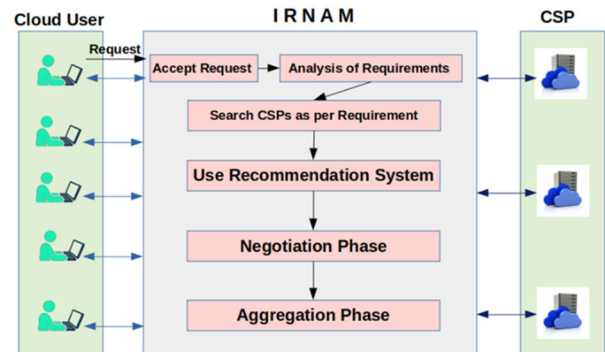 Cloud User
I R N A M
CSP
Request
Accept Request
Analysis of Requirements
Search CSPs as per Requirement
Use Recommendation System
Negotiation Phase
Aggregation Phase